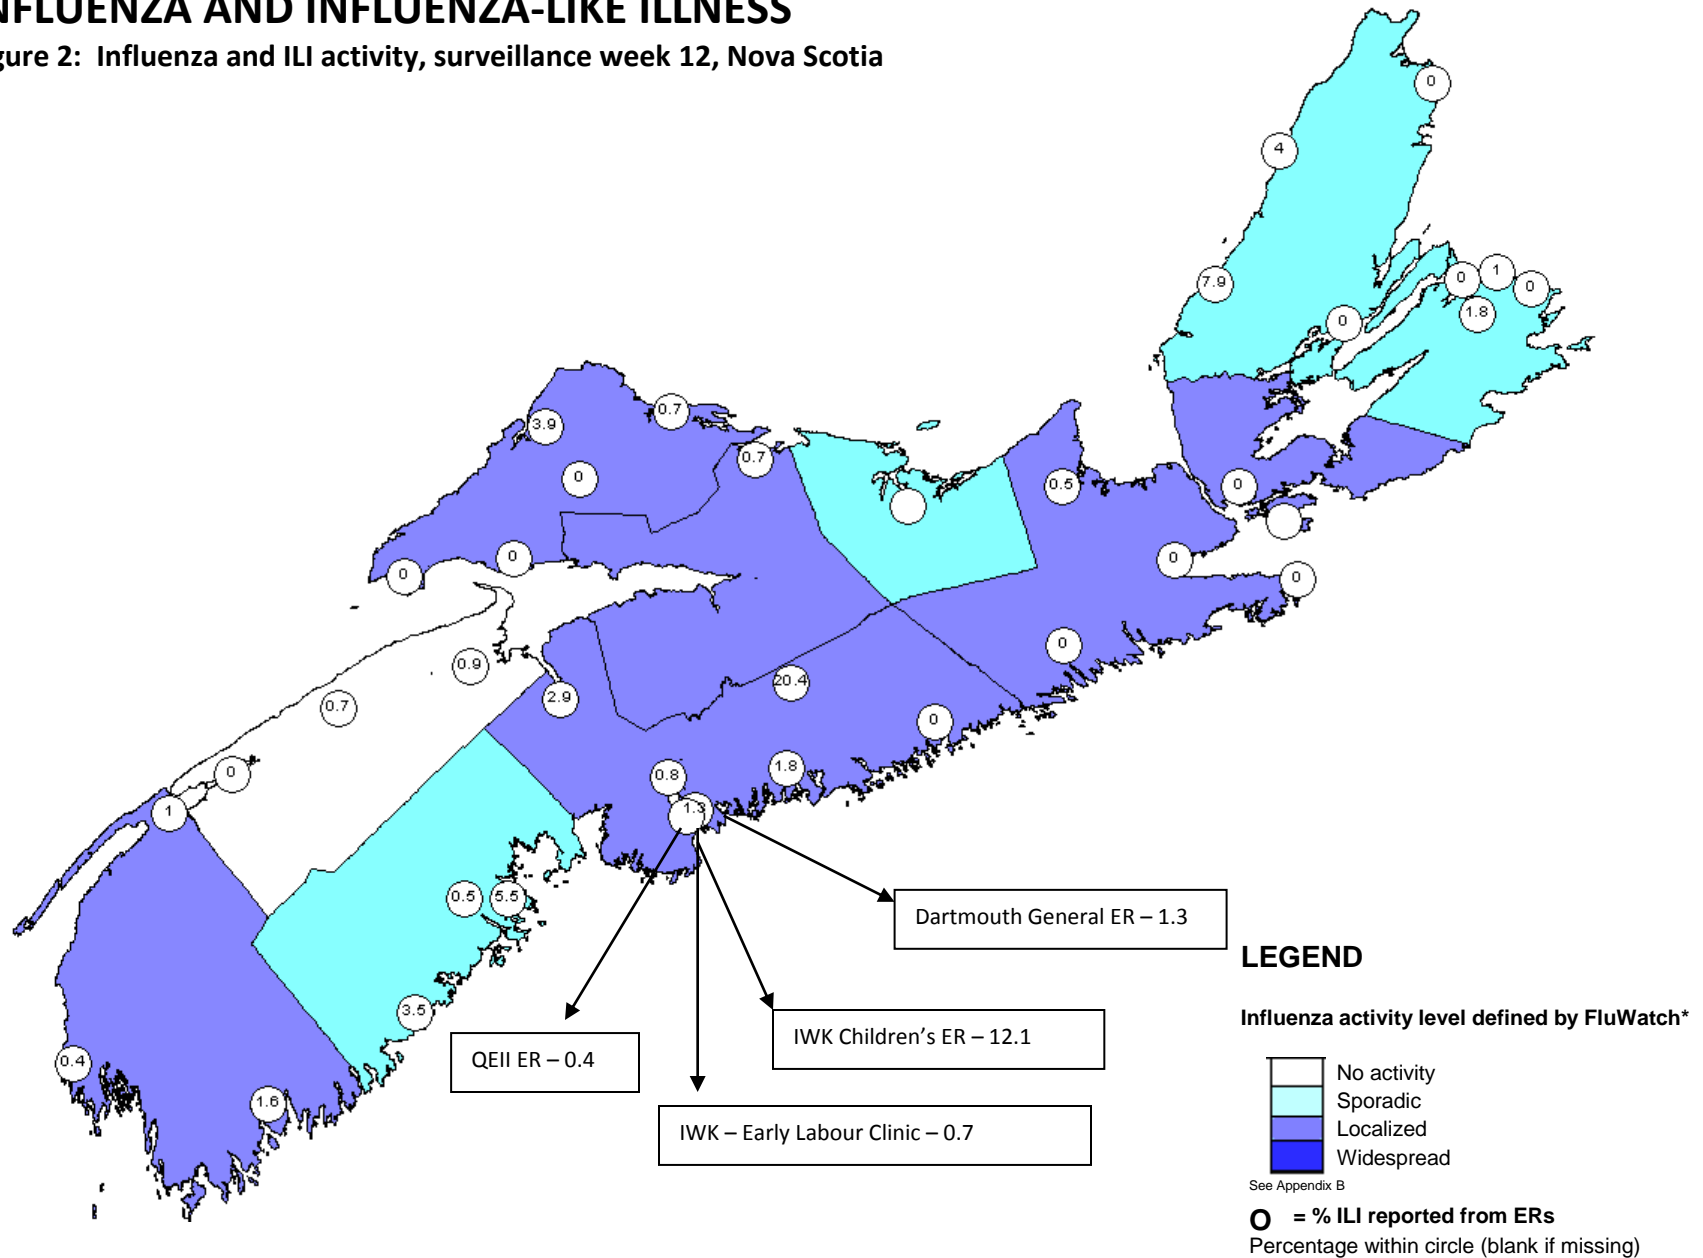 NFLUENZA AND INFLUENZA-LIKE ILLNESS
gure 2: Influenza and ILI activity, surveillance week 12, Nova Scotia
0
4
7.9
0
0
1
0
1.8
3.9
0.7
0.7
0
0.5
0
0
0
0
0
0
0.9
0.7
2.9
20.4
0
0
1
0.8
1.8
1.3
0.5
5.5
3.5
0.4
1.6
Dartmouth General ER – 1.3
IWK Children's ER – 12.1
QEII ER – 0.4
IWK – Early Labour Clinic – 0.7
LEGEND
Influenza activity level defined by FluWatch*
No activity
Sporadic
Localized
Widespread
See Appendix B
O = % ILI reported from ERs
Percentage within circle (blank if missing)